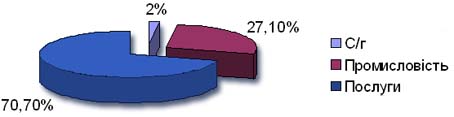 2%
27,10%
70,70%
С/г
Промисловість
Послуги